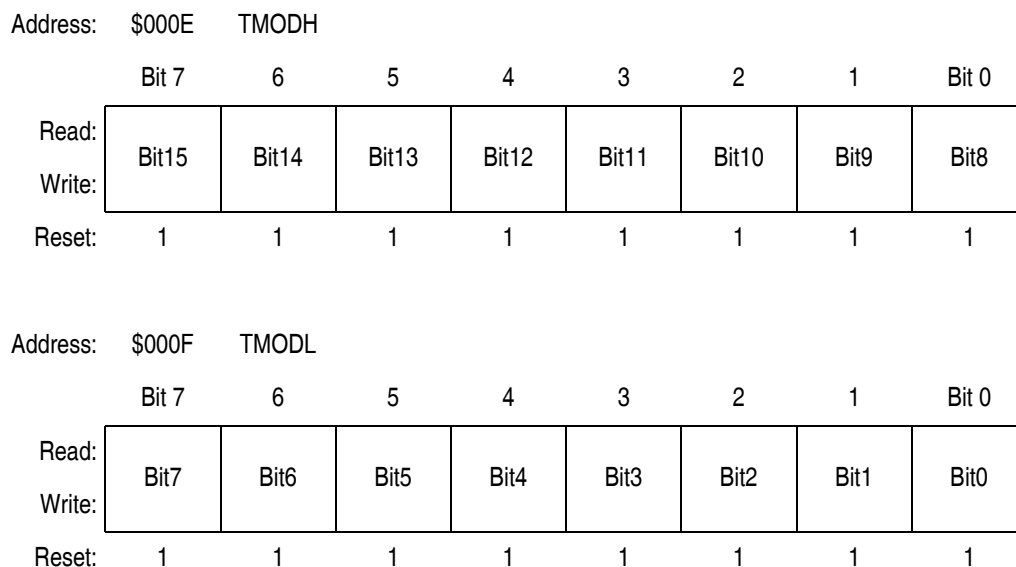 Address: $000E TMODH
Bit 7 6 5 4 3 2 1 Bit 0
Read:
Bit15 Bit14 Bit13 Bit12 Bit11 Bit10 Bit9 Bit8
Write:
Reset: 1 1 1 1 1 1 1 1
Address: $000F TMODL
Bit 7 6 5 4 3 2 1 Bit 0
Read:
Bit7 Bit6 Bit5 Bit4 Bit3 Bit2 Bit1 Bit0
Write:
Reset: 1 1 1 1 1 1 1 1